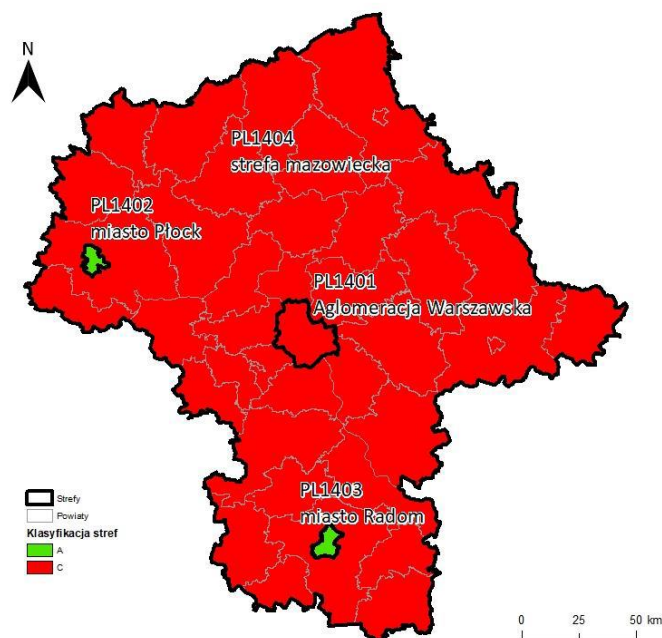 N
PL1404
strefa mazowiecka
PL1402
miasto Płock
PL1401
Aglomeracja Warszawska
PL1403
miasto Radom
Strefy
Powiaty
Klasyfikacja stref
A
C
0 25 50 km